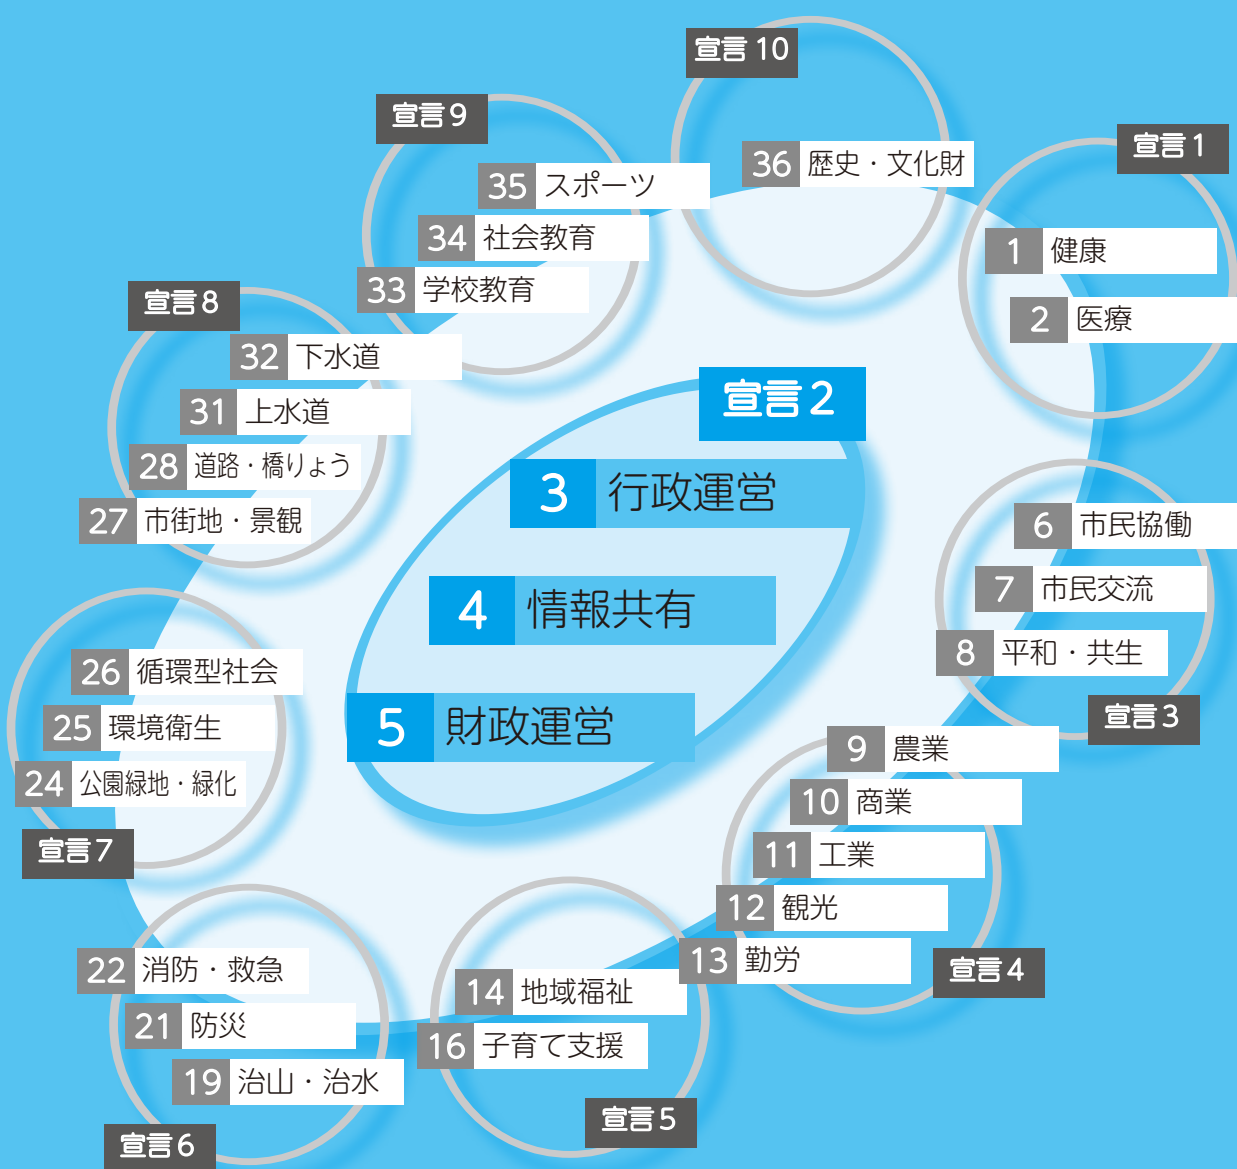 宣言10
36 歴史・文化財
宣言9
35 スポーツ
34 社会教育
33 学校教育
宣言1
1 健康
2 医療
宣言8
32 下水道
31 上水道
28 道路・橋りょう
27 市街地・景観
宣言2
3 行政運営
4 情報共有
5 財政運営
6 市民協働
7 市民交流
8 平和・共生
宣言3
26 循環型社会
25 環境衛生
24 公園緑地・緑化
宣言7
9 農業
10 商業
11 工業
12 観光
13 勤労
宣言4
22 消防・救急
21 防災
19 治山・治水
宣言6
14 地域福祉
16 子育て支援
宣言5